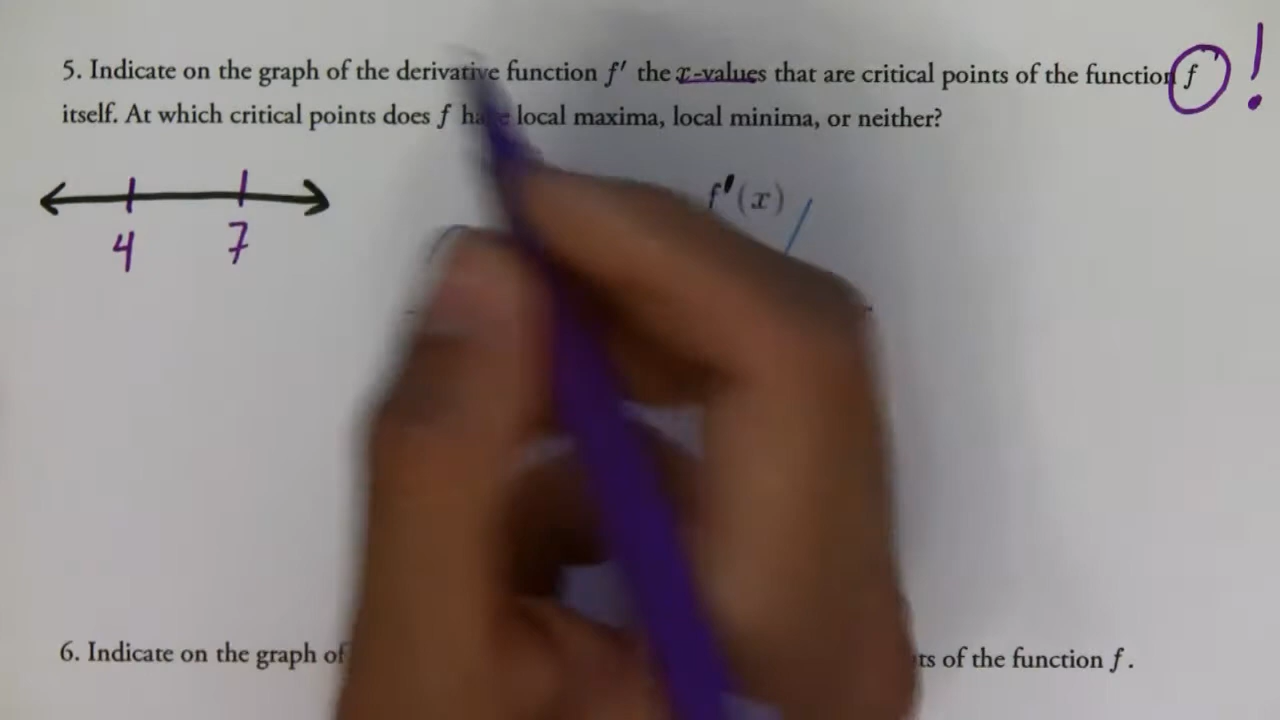 5. Indicate on the graph of the derivative function f′ the x-values that are critical points of the function f !
itself. At which critical points does f have local maxima, local minima, or neither?
f'(x)
4 7
6. Indicate on the graph of
of the function f.